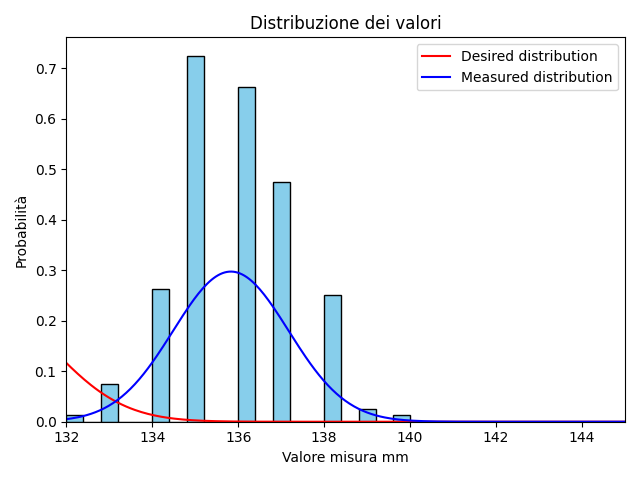 Distribuzione dei valori
Desired distribution
Measured distribution
Probabilità
0.7
0.6
0.5
0.4
0.3
0.2
0.1
0.0
132 134 136 138 140 142 144
Valore misura mm